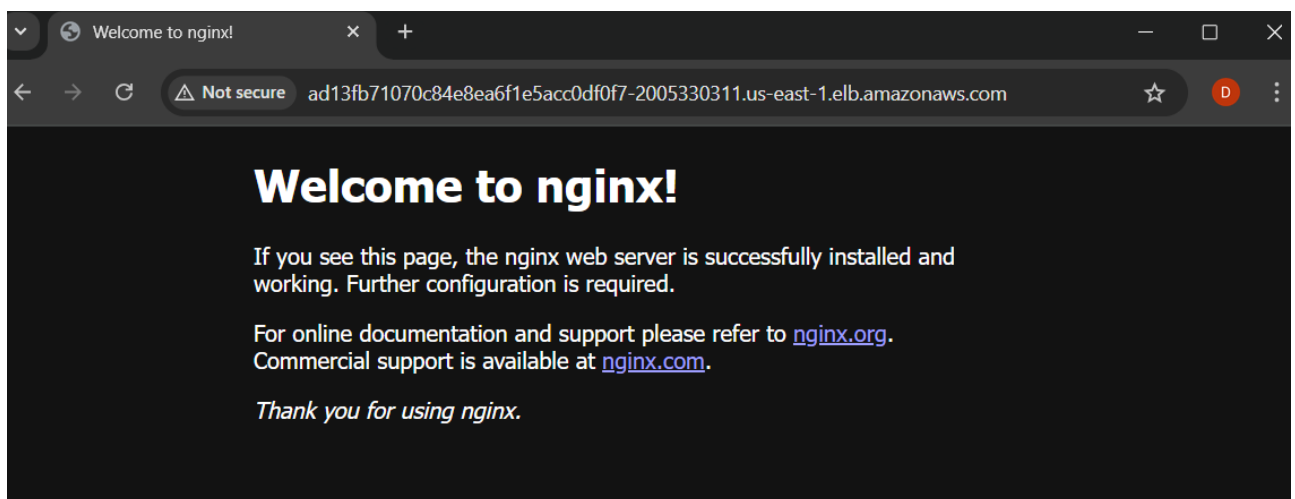 Welcome to nginx!
Not secure ad13fb71070c84e8ea6f1e5acc0df0f7-2005330311.us-east-1.elb.amazonaws.com
D
Welcome to nginx!
If you see this page, the nginx web server is successfully installed and
working. Further configuration is required.
For online documentation and support please refer to nginx.org.
Commercial support is available at nginx.com.
Thank you for using nginx.